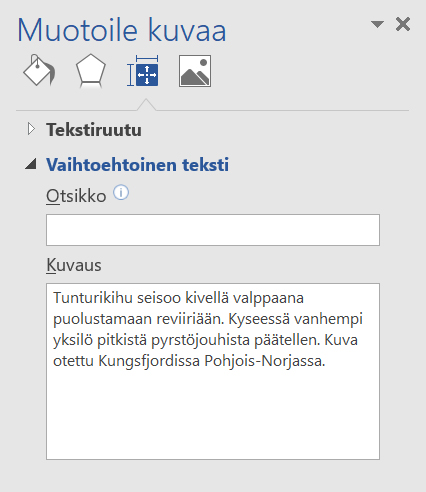 Muotoile kuvaa
Tekstiruutu
Vaihtoehtoinen teksti
Otsikko
Kuvaus
Tunturikihu seisoo kivellä valppaana
puolustamaan reviiriään. Kyseessä vanhempi
yksilö pitkistä pyrstöjouhista päätellen. Kuva
otettu Kungsfjordissa Pohjois-Norjassa.